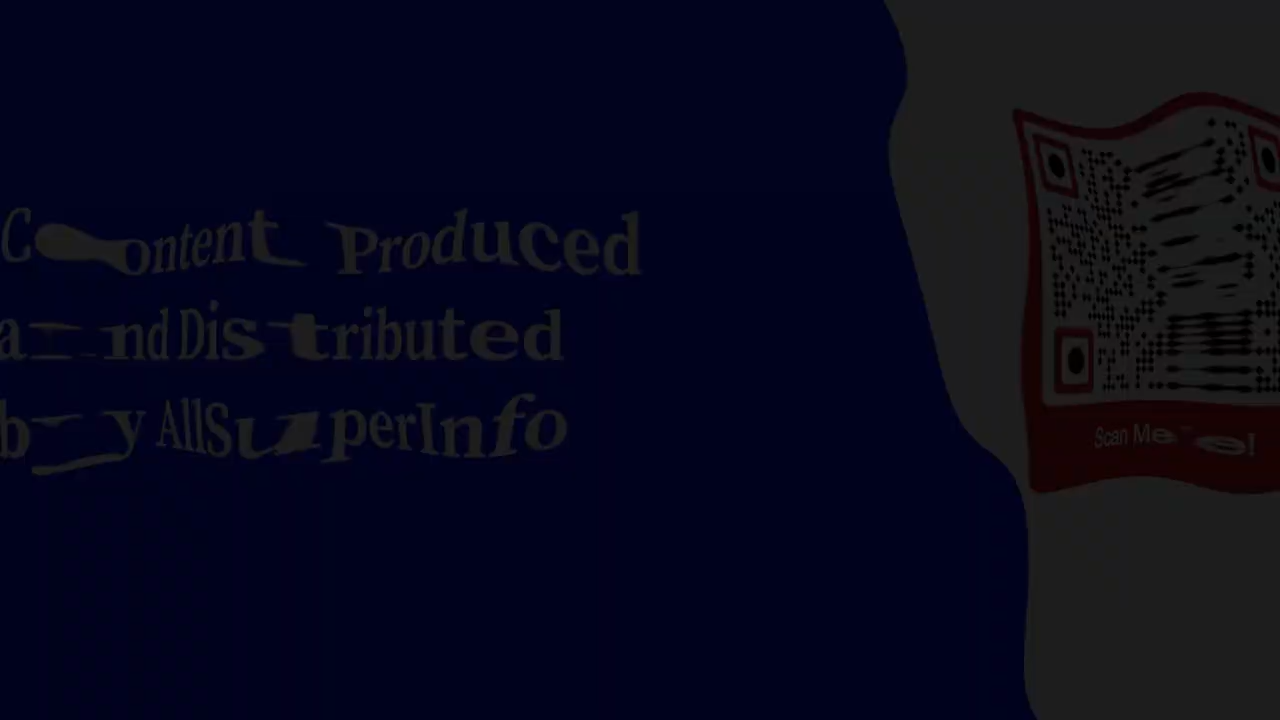 Content Produced
and Distributed
by AllSuperInfo
Scan Me!